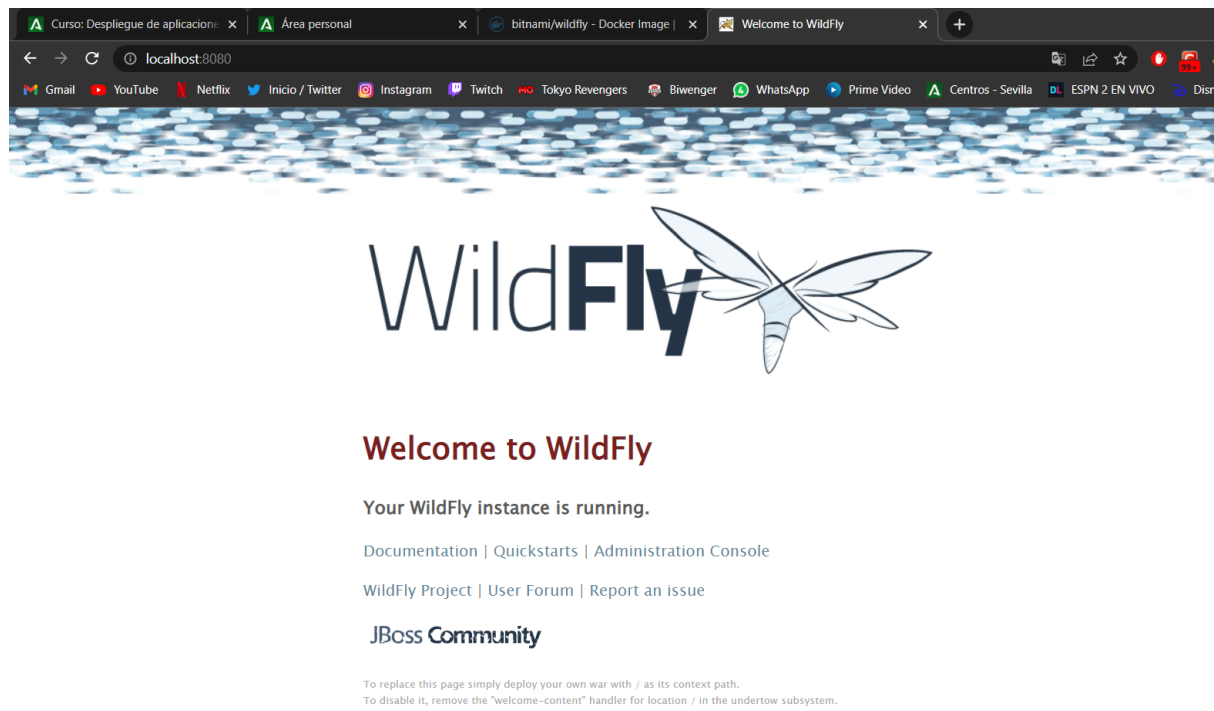 Curso: Despliegue de aplicacione
Área personal
bitnami/wildfly - Docker Image |
Welcome to WildFly
localhost:8080
99+
Gmail YouTube Netflix Inicio / Twitter Instagram Twitch Tokyo Revengers Biwenger WhatsApp Prime Video Centros - Sevilla DL ESPN 2 EN VIVO Disn
WildFly
Welcome to WildFly
Your WildFly instance is running.
Documentation | Quickstarts | Administration Console
WildFly Project | User Forum | Report an issue
JBoss Community
To replace this page simply deploy your own war with / as its context path.
To disable it, remove the "welcome-content" handler for location / in the undertow subsystem.